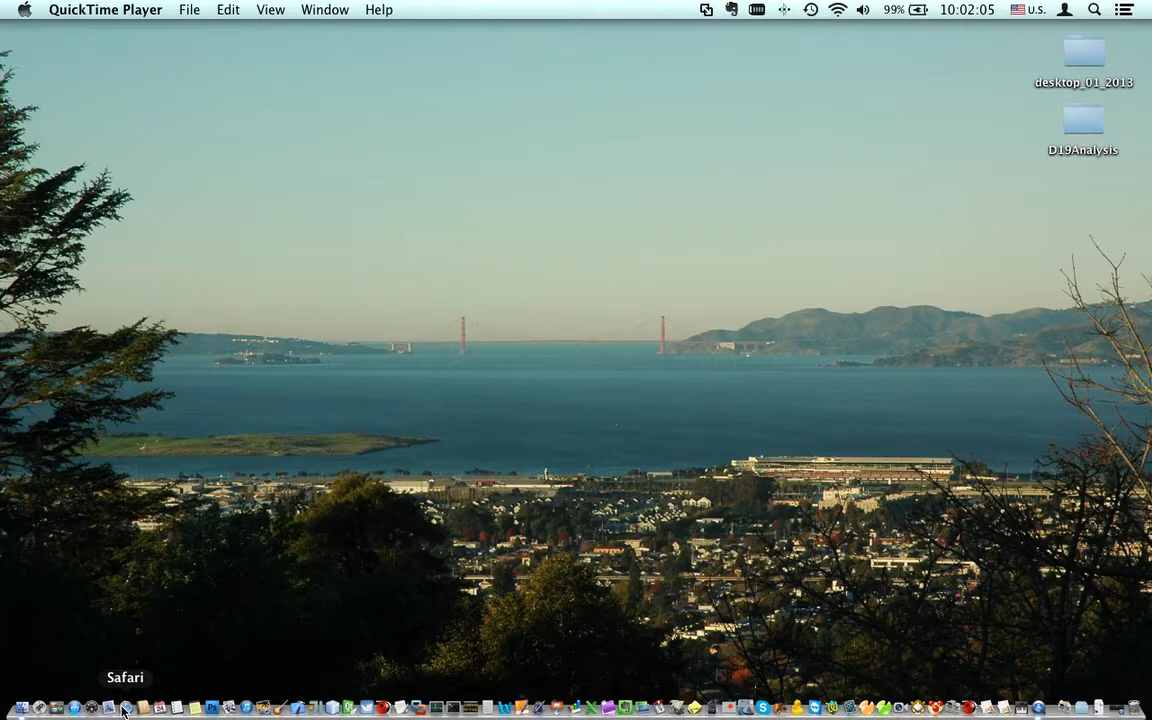 QuickTime Player File Edit View Window Help 99% 10:02:05 U.S.
desktop_01_2013
D19Analysis
Safari